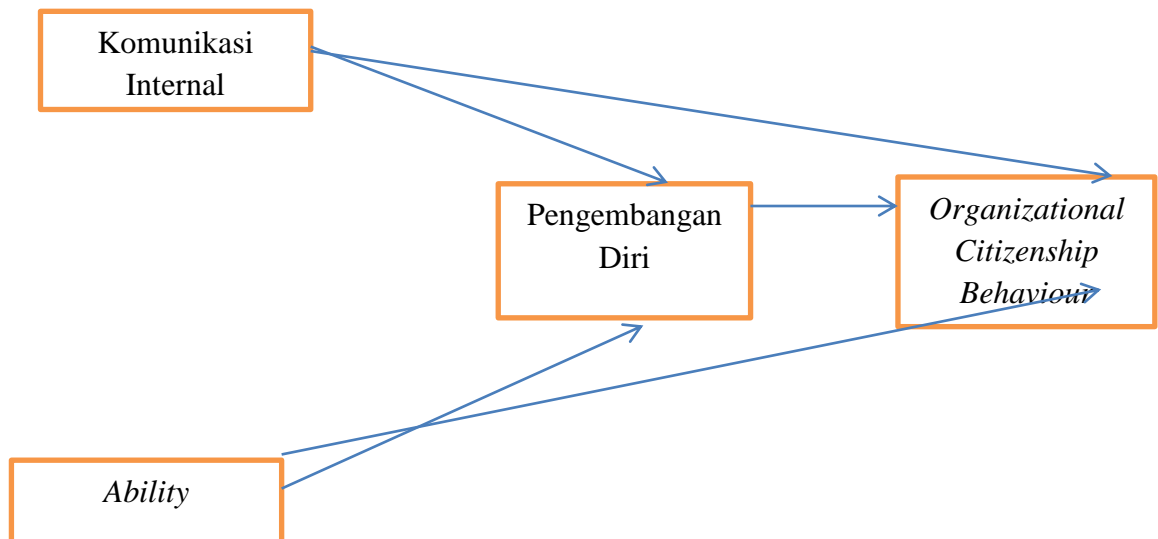 Komunikasi
Internal
Pengembangan
Diri
Organizational
Citizenship
Behaviour
Ability